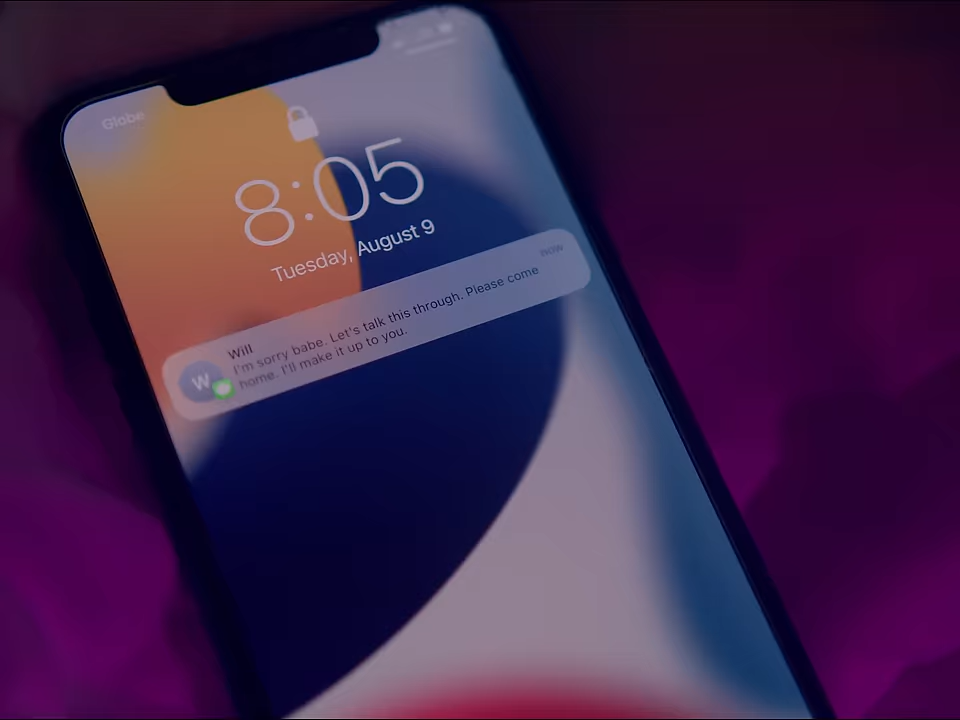 Globe
8:05
Tuesday, August 9
Will
now
I'm sorry babe. Let's talk this through. Please come
home. I'll make it up to you.
W